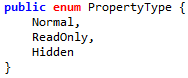 public enum PropertyType {
    Normal,
    ReadOnly,
    Hidden
}